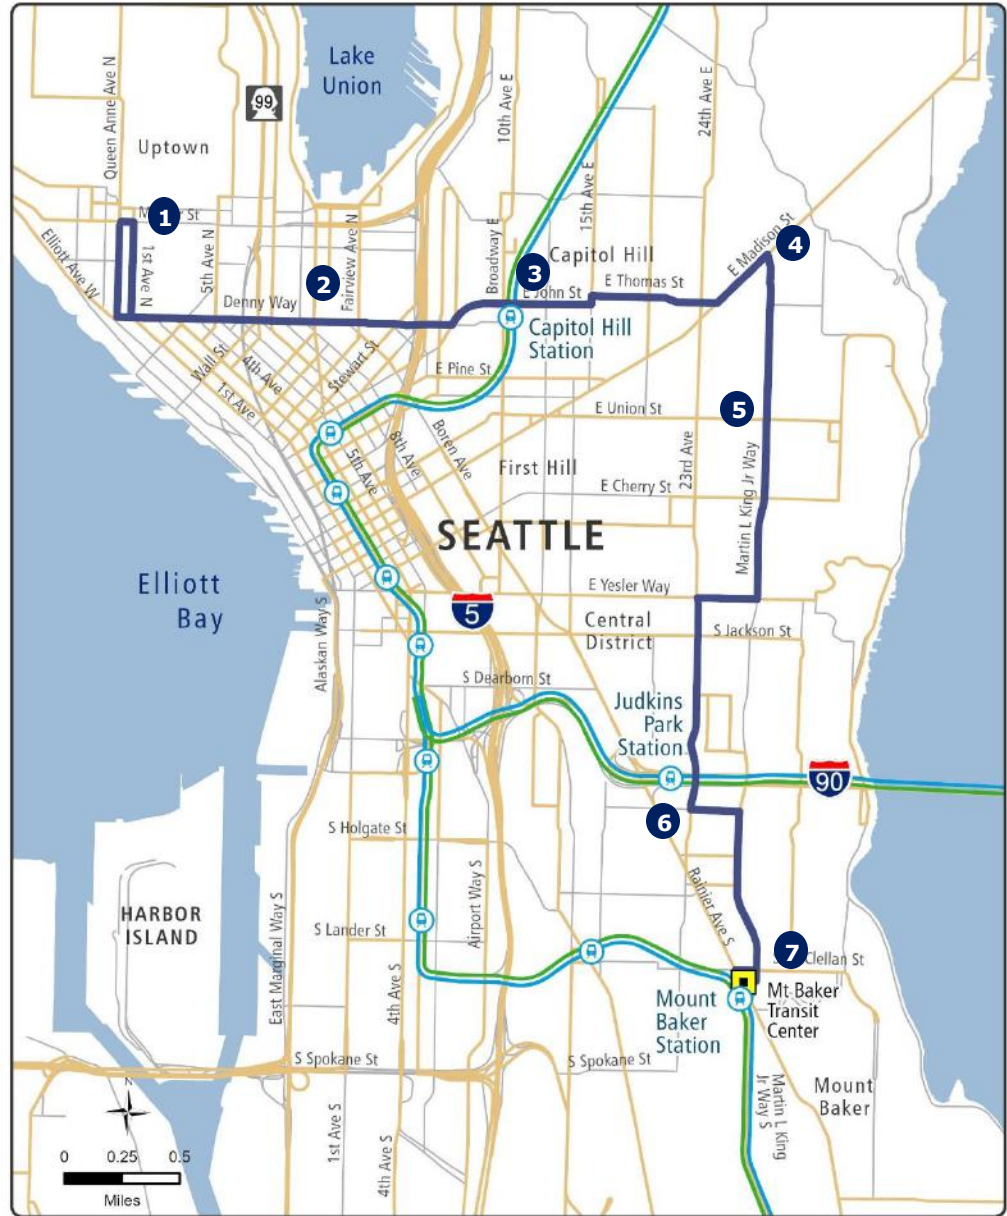 Lake
Union
99
Queen Anne Ave N
10th Ave E
24th Ave E
Uptown
15th Ave E
1
St
Elliott Ave W
1st Ave N
5th Ave N
Fairview Ave N
Broadway E
E Madison St
4
2
3
Capitol Hill
Denny Way
E John St
E Thomas St
Capitol Hill
Station
Wall St
4th Ave
1st Ave
Stewart St
E Pine St
5
E Union St
5th Ave
8th Ave
Boren Ave
First Hill
23rd Ave
Martin L King Jr Way
E Cherry St
SEATTLE
Elliott
Bay
5
E Yesler Way
Alaskan Way S
Central
District
S Jackson St
S Dearborn St
Judkins
Park
Station
90
6
S Holgate St
Rainier Ave S
HARBOR
ISLAND
East Marginal Way S
S Lander St
Airport Way S
4th Ave S
7
Clellan St
Mt Baker
Transit
Center
Mount
Baker
Station
S Spokane St
S Spokane St
Mount
Baker
Martin L King
Jr Way S
1st Ave S
4th Ave S
N
0 0.25 0.5
Miles